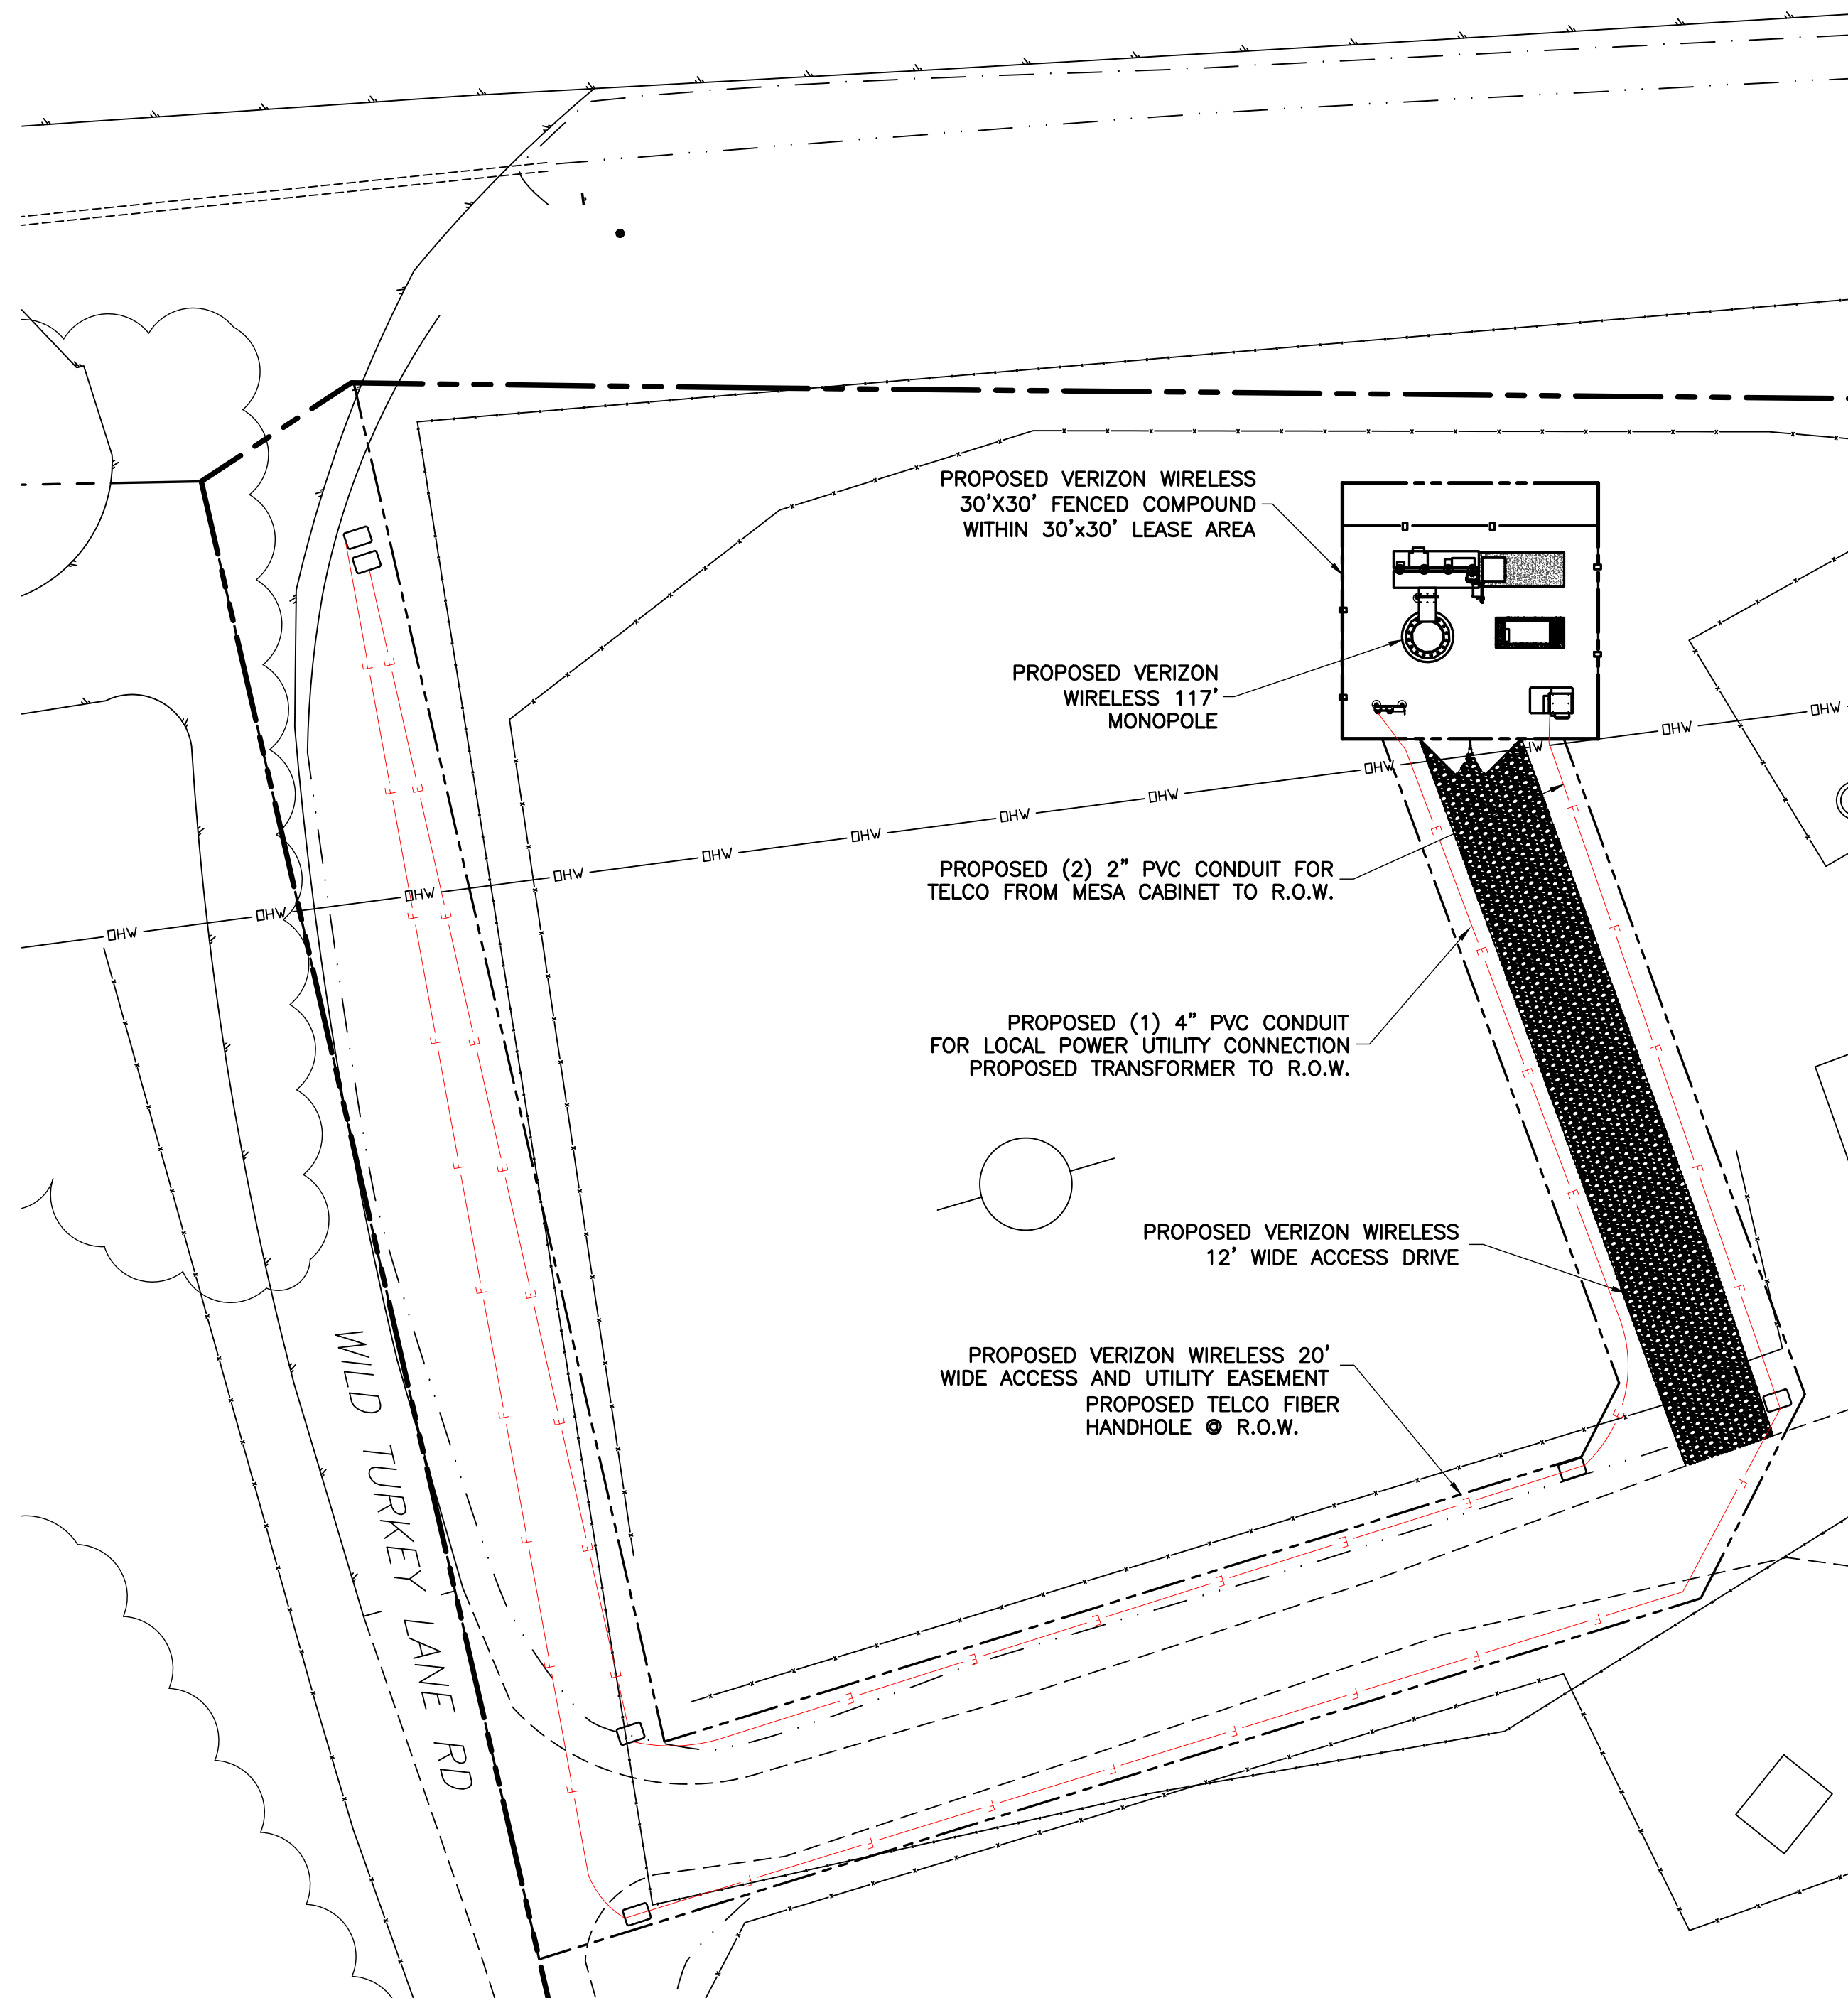 PROPOSED VERIZON WIRELESS
30'X30' FENCED COMPOUND
WITHIN 30'x30' LEASE AREA
PROPOSED VERIZON
WIRELESS 117'
MONOPOLE
OHW
OHW
OHW
OHW
OHW
OHW
OHW
OHW
OHW
OHW
HW
OHW
OHW
PROPOSED (2) 2" PVC CONDUIT FOR
TELCO FROM MESA CABINET TO R.O.W.
PROPOSED (1) 4" PVC CONDUIT
FOR LOCAL POWER UTILITY CONNECTION
PROPOSED TRANSFORMER TO R.O.W.
PROPOSED VERIZON WIRELESS
12' WIDE ACCESS DRIVE
PROPOSED VERIZON WIRELESS 20'
WIDE ACCESS AND UTILITY EASEMENT
PROPOSED TELCO FIBER
HANDHOLE @ R.O.W.
WILD TURKEY LANE RD